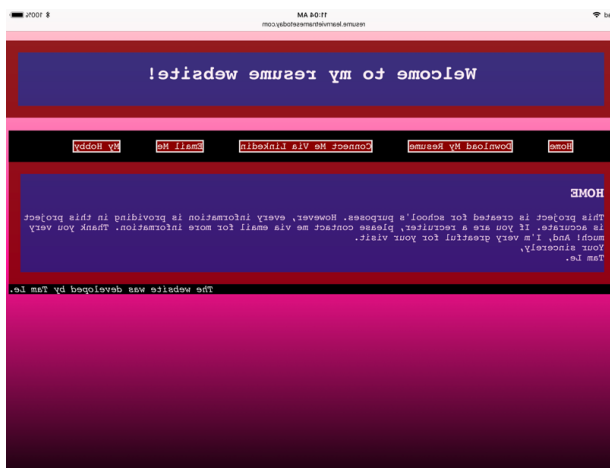 11:04 AM
100%
resume.learnvietnamesetoday.com
Welcome to my resume website!
Home Download My Resume Connect Me Via Linkedin Email Me My Hobby
HOME
This project is created for school's purposes. However, every information is providing in this project
is accurate. If you are a recruiter, please contact me via email for more information. Thank you very
much! And, I'm very greatful for your visit.
Your sincerely,
Tam Le.
The website was developed by Tam Le.